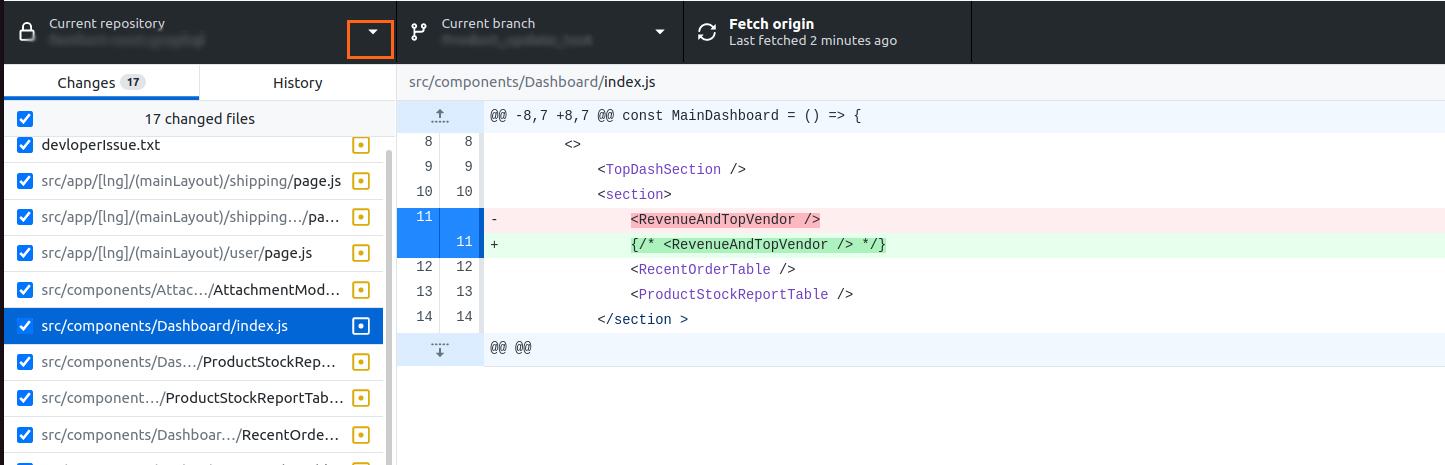 Current repository
Current branch
Fetch origin
Last fetched 2 minutes ago
Changes 17
History
src/components/Dashboard/index.js
17 changed files
devloperIssue.txt
src/app/[lng]/(mainLayout)/shipping/page.js
src/app/[lng]/(mainLayout)/shipping…/pa…
src/app/[lng]/(mainLayout)/user/page.js
src/components/Attac…/AttachmentMod…
src/components/Dashboard/index.js
src/components/Das…/ProductStockRep…
src/component…/ProductStockReportTab…
src/components/Dashboar…/RecentOrde…
@@ -8,7 +8,7 @@ const MainDashboard = () => {
8 8 <>
9 9 <TopDashSection />
10 10 <section>
11 - <RevenueAndTopVendor />
11 + {/* <RevenueAndTopVendor /> */}
12 12 <RecentOrderTable />
13 13 <ProductStockReportTable />
14 14 </section >
@@ @@